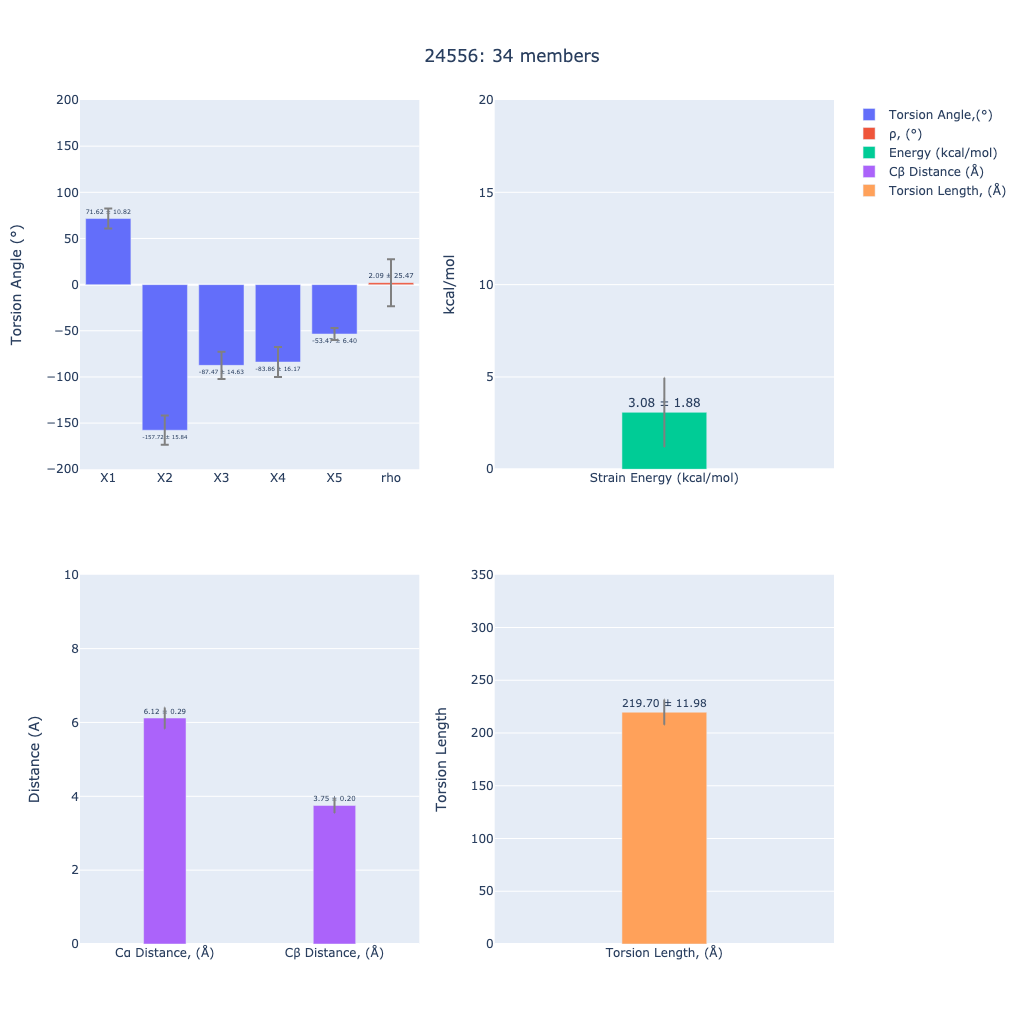 24556: 34 members
Torsion Angle (°)
200
150
100
50
0
−50
−100
−150
−200
71.62 ± 10.82
-157.72 ± 15.84
-87.47 ± 14.63
-83.86 ± 16.17
-53.47 ± 6.40
2.09 ± 25.47
X1 X2 X3 X4 X5 rho
kcal/mol
20
15
10
5
0
3.08 ± 1.88
Strain Energy (kcal/mol)
Torsion Angle,(°)
ρ, (°)
Energy (kcal/mol)
Cβ Distance (Å)
Torsion Length, (Å)
Distance (A)
10
8
6
4
2
0
6.12 ± 0.29
3.75 ± 0.20
Cα Distance, (Å) Cβ Distance, (Å)
Torsion Length
350
300
250
200
150
100
50
0
219.70 ± 11.98
Torsion Length, (Å)